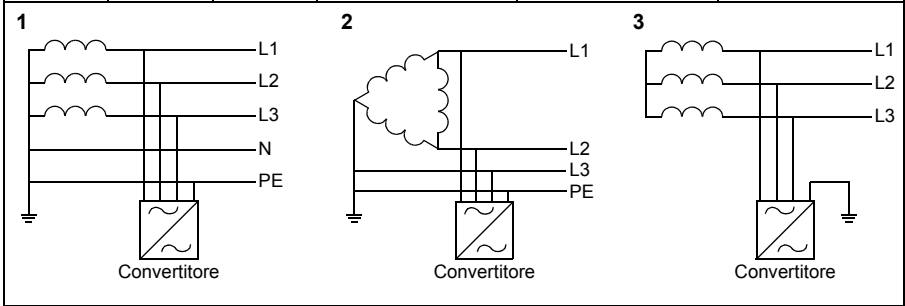 1
L1
L2
L3
N
PE
Convertitore
2
L1
L2
L3
PE
Convertitore
3
L1
L2
L3
Convertitore